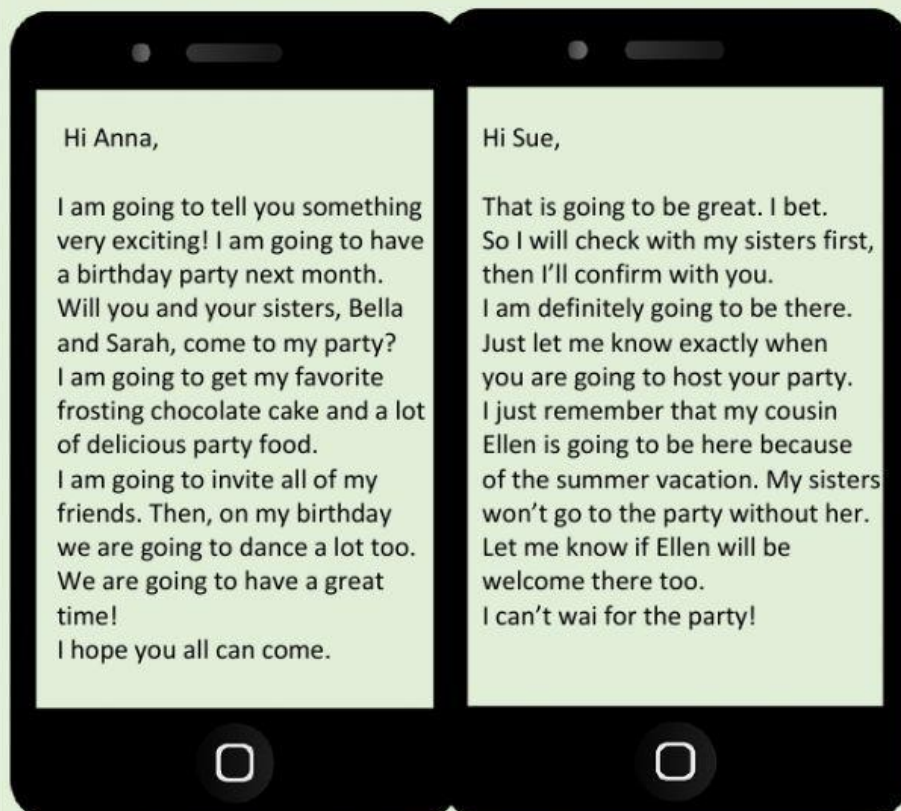 Hi Anna,
I am going to tell you something
very exciting! I am going to have
a birthday party next month.
Will you and your sisters, Bella
and Sarah, come to my party?
I am going to get my favorite
frosting chocolate cake and a lot
of delicious party food.
I am going to invite all of my
friends. Then, on my birthday
we are going to dance a lot too.
We are going to have a great
time!
I hope you all can come.
Hi Sue,
That is going to be great. I bet.
So I will check with my sisters first,
then I'll confirm with you.
I am definitely going to be there.
Just let me know exactly when
you are going to host your party.
I just remember that my cousin
Ellen is going to be here because
of the summer vacation. My sisters
won't go to the party without her.
Let me know if Ellen will be
welcome there too.
I can't wai for the party!